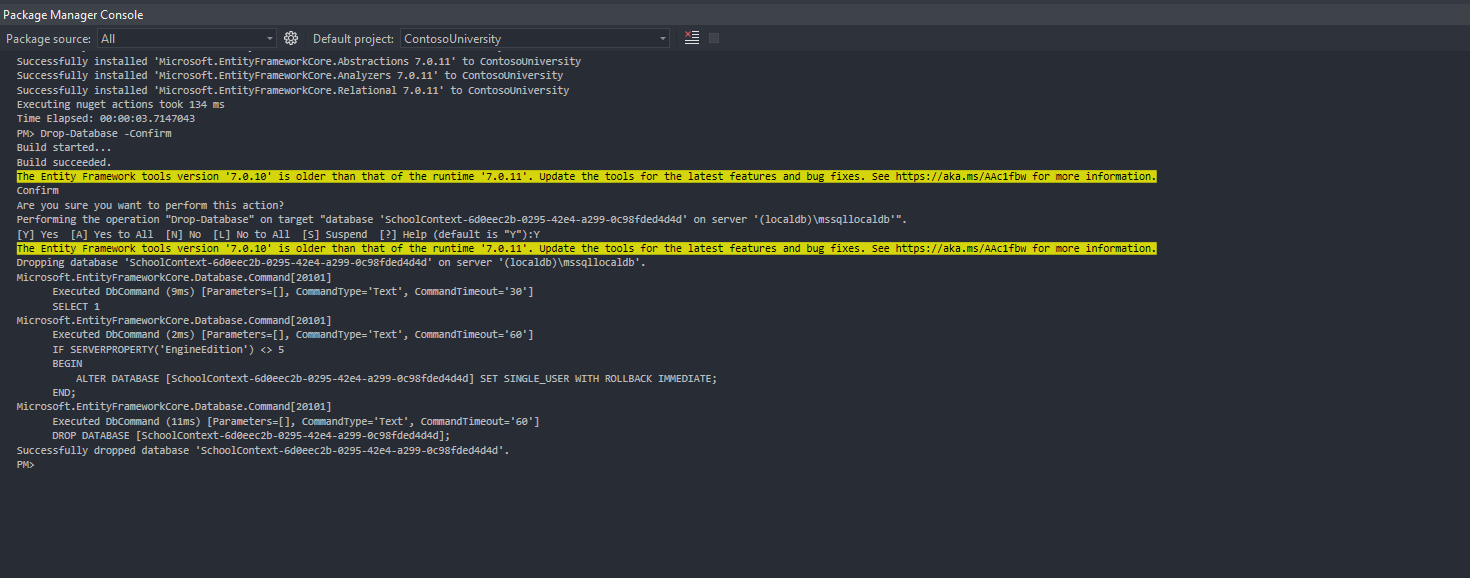 Package Manager Console
Package source: All Default project: ContosoUniversity
Successfully installed 'Microsoft.EntityFrameworkCore.Abstractions 7.0.11' to ContosoUniversity
Successfully installed 'Microsoft.EntityFrameworkCore.Analyzers 7.0.11' to ContosoUniversity
Successfully installed 'Microsoft.EntityFrameworkCore.Relational 7.0.11' to ContosoUniversity
Executing nuget actions took 134 ms
Time Elapsed: 00:00:03.7147043
PM> Drop-Database -Confirm
Build started...
Build succeeded.
The Entity Framework tools version '7.0.10' is older than that of the runtime '7.0.11'. Update the tools for the latest features and bug fixes. See https://aka.ms/AAc1fbw for more information.
Confirm
Are you sure you want to perform this action?
Performing the operation "Drop-Database" on target "database 'SchoolContext-6d0eec2b-0295-42e4-a299-0c98fded4d4d' on server '(localdb)\mssqllocaldb'".
[Y] Yes  [A] Yes to All  [N] No  [L] No to All  [S] Suspend  [?] Help (default is "Y"):Y
The Entity Framework tools version '7.0.10' is older than that of the runtime '7.0.11'. Update the tools for the latest features and bug fixes. See https://aka.ms/AAc1fbw for more information.
Dropping database 'SchoolContext-6d0eec2b-0295-42e4-a299-0c98fded4d4d' on server '(localdb)\mssqllocaldb'.
Microsoft.EntityFrameworkCore.Database.Command[20101]
Executed DbCommand (9ms) [Parameters=[], CommandType='Text', CommandTimeout='30']
SELECT 1
Microsoft.EntityFrameworkCore.Database.Command[20101]
Executed DbCommand (2ms) [Parameters=[], CommandType='Text', CommandTimeout='60']
IF SERVERPROPERTY('EngineEdition') <> 5
BEGIN
ALTER DATABASE [SchoolContext-6d0eec2b-0295-42e4-a299-0c98fded4d4d] SET SINGLE_USER WITH ROLLBACK IMMEDIATE;
END;
Microsoft.EntityFrameworkCore.Database.Command[20101]
Executed DbCommand (11ms) [Parameters=[], CommandType='Text', CommandTimeout='60']
DROP DATABASE [SchoolContext-6d0eec2b-0295-42e4-a299-0c98fded4d4d];
Successfully dropped database 'SchoolContext-6d0eec2b-0295-42e4-a299-0c98fded4d4d'.
PM>